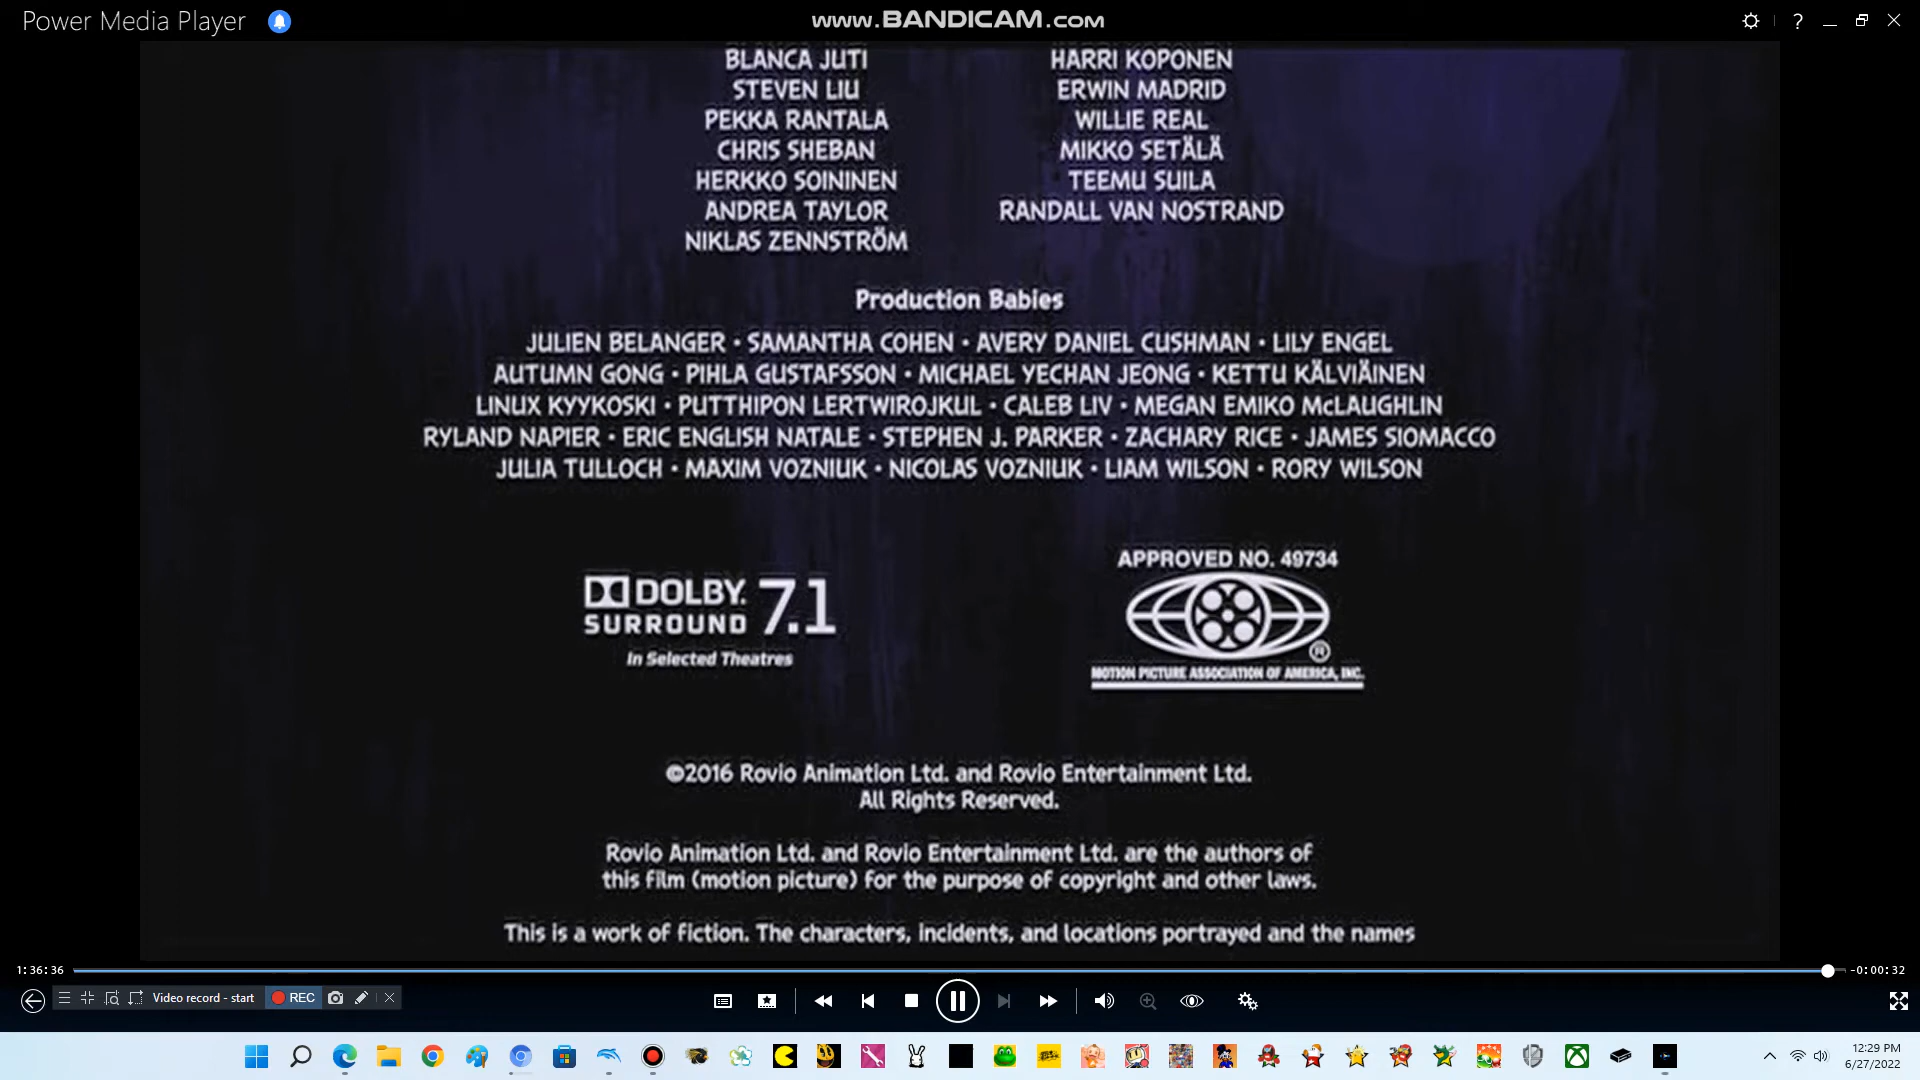 Power Media Player
www.BANDICAM.com
?
BLANCA JUTI
STEVEN LIU
PEKKA RANTALA
CHRIS SHEBAN
HERKKO SOININEN
ANDREA TAYLOR
NIKLAS ZENNSTRÖM
HARRI KOPONEN
ERWIN MADRID
WILLIE REAL
MIKKO SETÄLÄ
TEEMU SUILA
RANDALL VAN NOSTRAND
Production Babies
JULIEN BELANGER • SAMANTHA COHEN • AVERY DANIEL CUSHMAN • LILY ENGEL
AUTUMN GONG • PIHLA GUSTAFSSON • MICHAEL YECHAN JEONG • KETTU KÄLVIÄINEN
LINUX KYYKOSKI • PUTTHIPON LERTWIROJKUL • CALEB LIV • MEGAN EMIKO McLAUGHLIN
RYLAND NAPIER • ERIC ENGLISH NATALE • STEPHEN J. PARKER • ZACHARY RICE • JAMES SIOMACCO
JULIA TULLOCH • MAXIM VOZNIUK • NICOLAS VOZNIUK • LIAM WILSON • RORY WILSON
DOLBY.
SURROUND 7.1
In Selected Theatres
APPROVED NO. 49734
®
MOTION PICTURE ASSOCIATION OF AMERICA, INC.
©2016 Rovio Animation Ltd. and Rovio Entertainment Ltd.
All Rights Reserved.
Rovio Animation Ltd. and Rovio Entertainment Ltd. are the authors of
this film (motion picture) for the purpose of copyright and other laws.
This is a work of fiction. The characters, incidents, and locations portrayed and the names
1:36:36
-0:00:32
Video record - start
REC
12:29 PM
6/27/2022